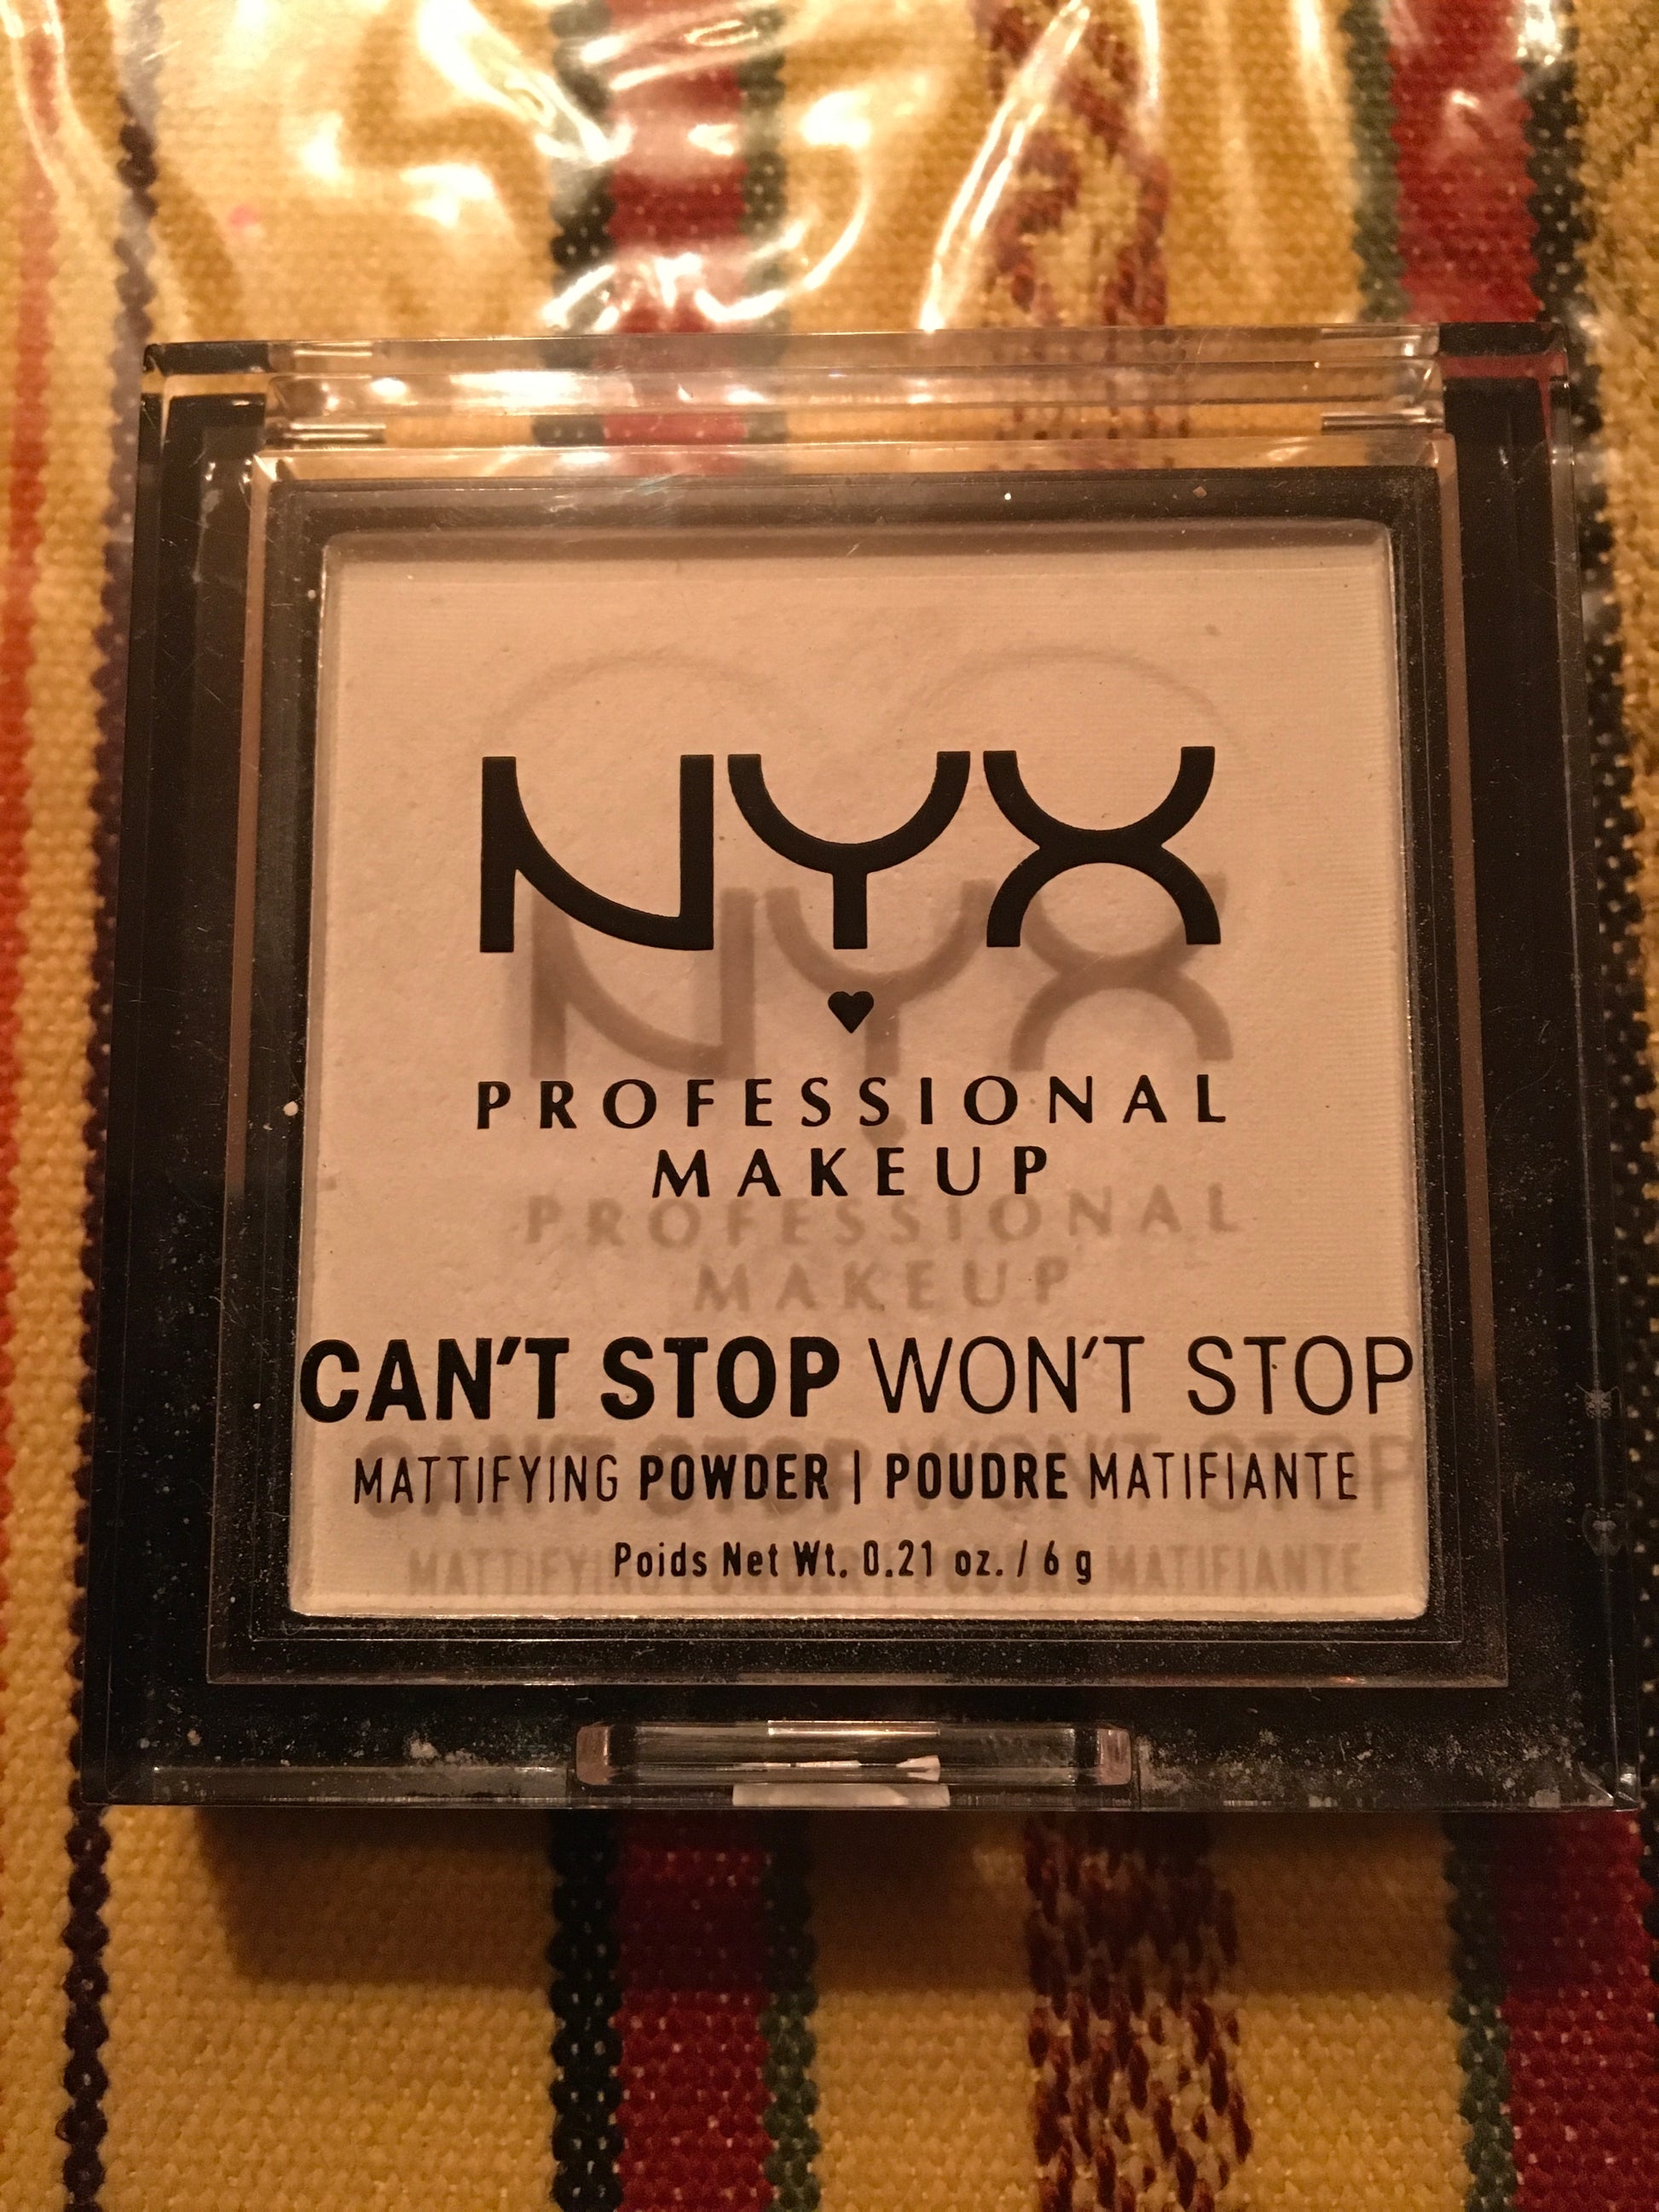 NYX
PROFESSIONAL
MAKEUP
CAN'T STOP WON'T STOP
MATTIFYING POWDER | POUDRE MATIFIANTE
Poids Net Wt. 0.21 oz. / 6 g